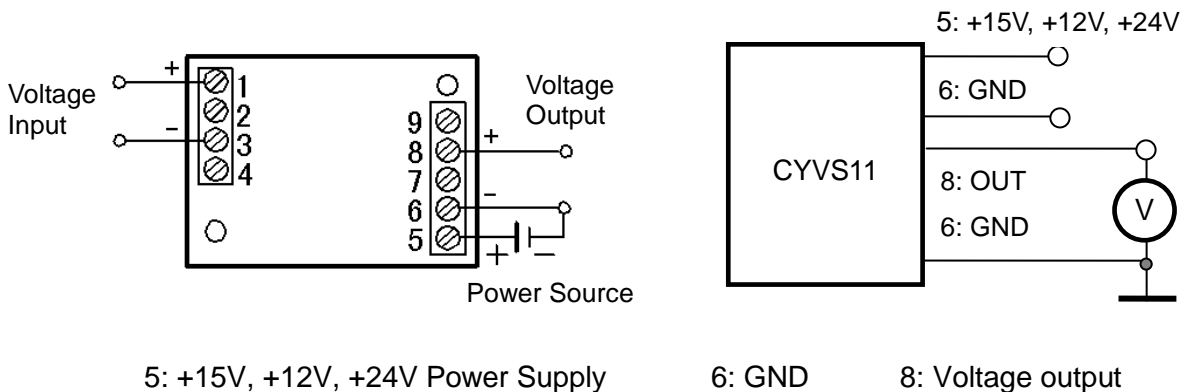 Voltage
Input
+
−
1
2
3
4
9
8
7
6
5
+
−
+ −
Voltage
Output
Power Source
CYVS11
5: +15V, +12V, +24V
6: GND
8: OUT
6: GND
V
5: +15V, +12V, +24V Power Supply 6: GND 8: Voltage output